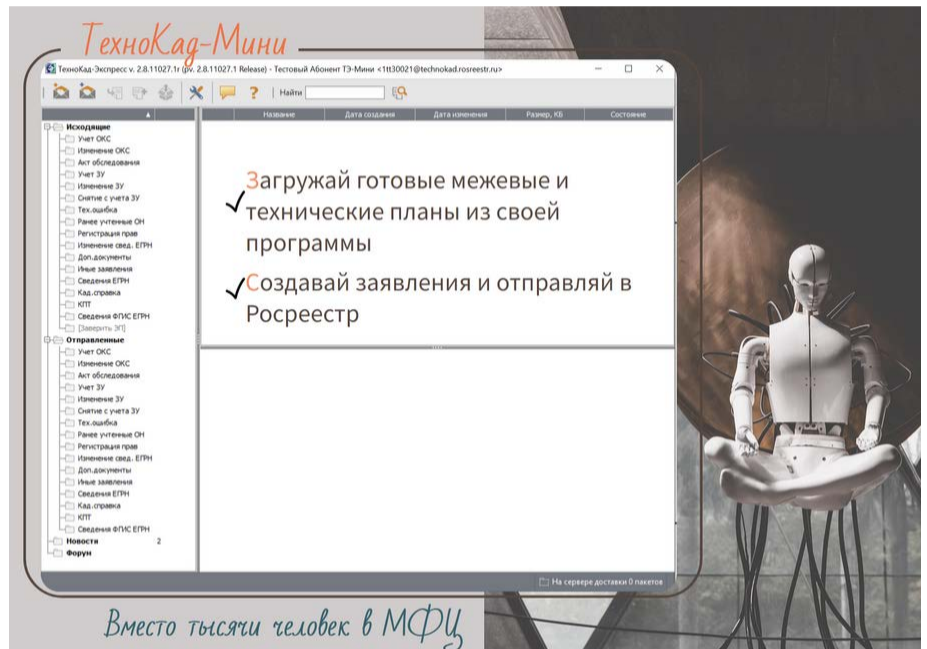 ТехноКад-Мини
ТехноКад-Экспресс v. 2.8.11027.1r (pv. 2.8.11027.1 Release) - Тестовый Абонент ТЭ-Мини <1tt30021@technokad.rosreestr.ru>
Найти
Название Дата создания Дата изменения Размер, КБ Состояние
Исходящие
Учет ОКС
Изменение ОКС
Акт обследования
Учет ЗУ
Изменение ЗУ
Снятие с учета ЗУ
Тех.ошибка
Ранее учтенные ОН
Регистрация прав
Изменение свед. ЕГРН
Доп.документы
Иные заявления
Сведения ЕГРН
Кад.справка
КПТ
Сведения ФГИС ЕГРН
[Заверить ЭП]
Отправленные
Учет ОКС
Изменение ОКС
Акт обследования
Учет ЗУ
Изменение ЗУ
Снятие с учета ЗУ
Тех.ошибка
Ранее учтенные ОН
Регистрация прав
Изменение свед. ЕГРН
Доп.документы
Иные заявления
Сведения ЕГРН
Кад.справка
КПТ
Сведения ФГИС ЕГРН
Новости 2
Форум
Загружай готовые межевые и
технические планы из своей
программы
Создавай заявления и отправляй в
Росреестр
На сервере доставки 0 пакетов
Вместо тысячи человек в МФЦ